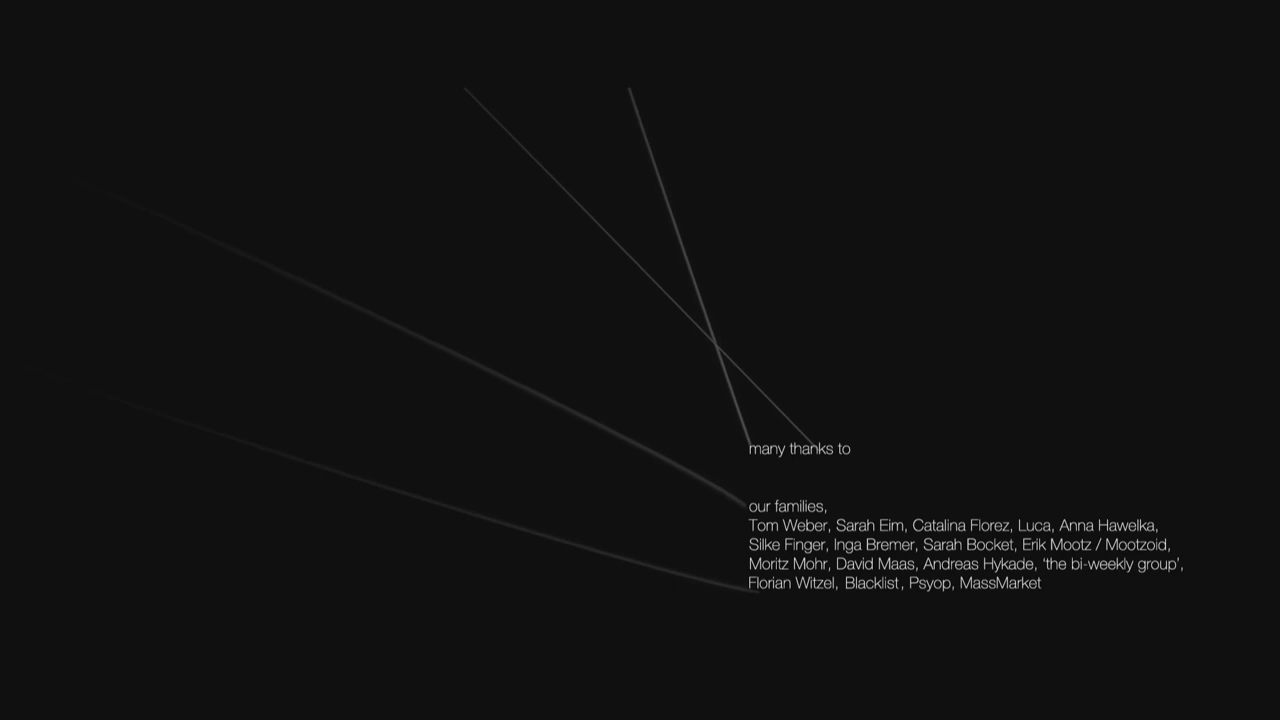 many thanks to
our families,
Tom Weber, Sarah Eim, Catalina Florez, Luca, Anna Hawelka,
Silke Finger, Inga Bremer, Sarah Bocket, Erik Mootz / Mootzoid,
Moritz Mohr, David Maas, Andreas Hykade, ‘the bi-weekly group’,
Florian Witzel, Blacklist, Psyop, MassMarket